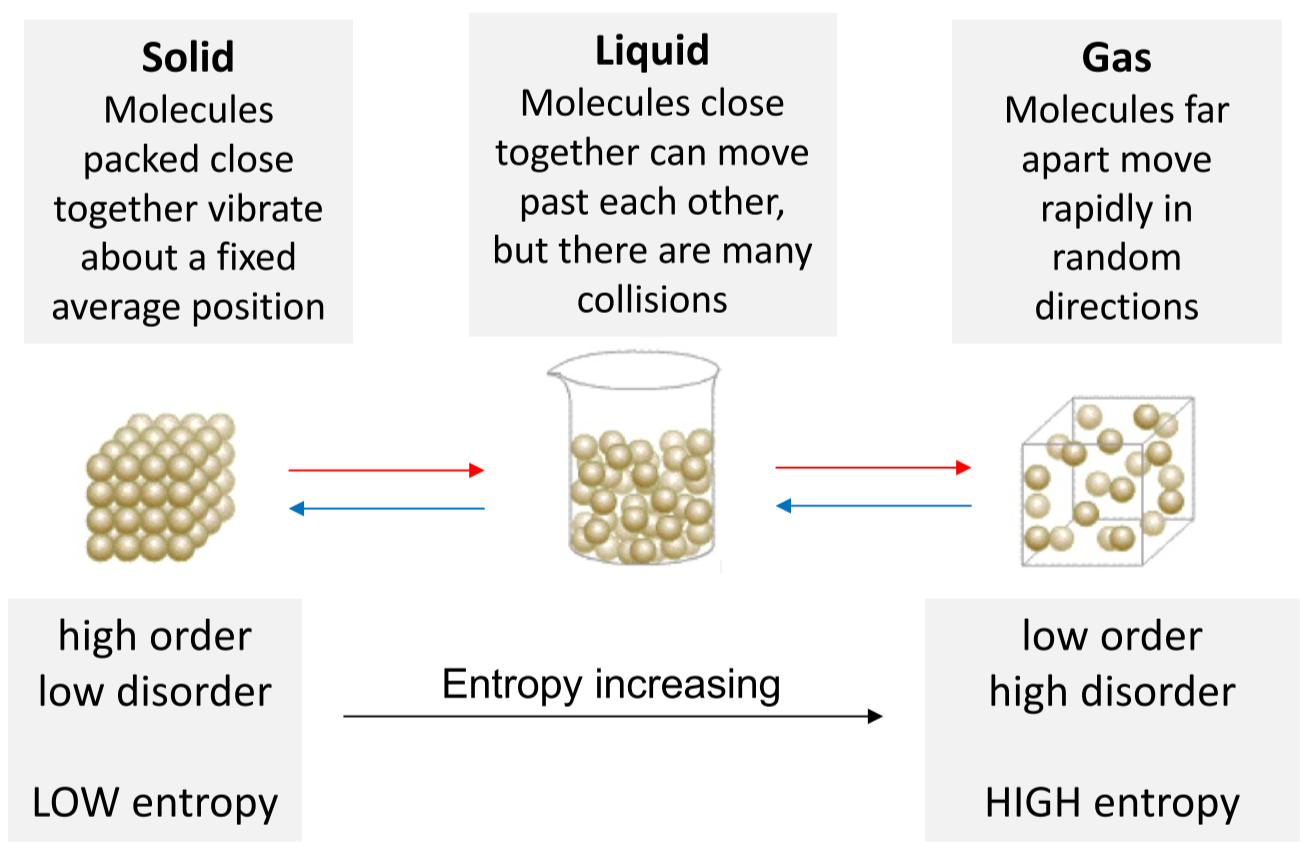 Solid
Molecules
packed close
together vibrate
about a fixed
average position
Liquid
Molecules close
together can move
past each other,
but there are many
collisions
Gas
Molecules far
apart move
rapidly in
random
directions
high order
low disorder
LOW entropy
Entropy increasing
low order
high disorder
HIGH entropy